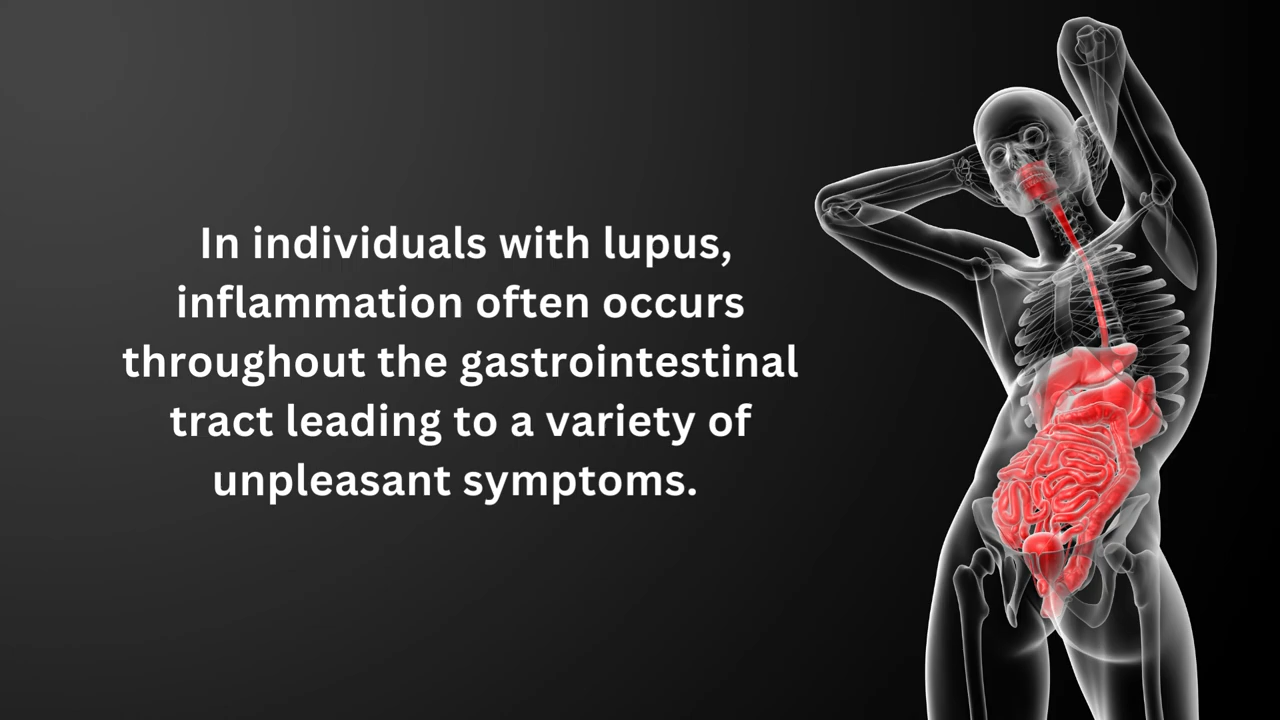 In individuals with lupus,
inflammation often occurs
throughout the gastrointestinal
tract leading to a variety of
unpleasant symptoms.